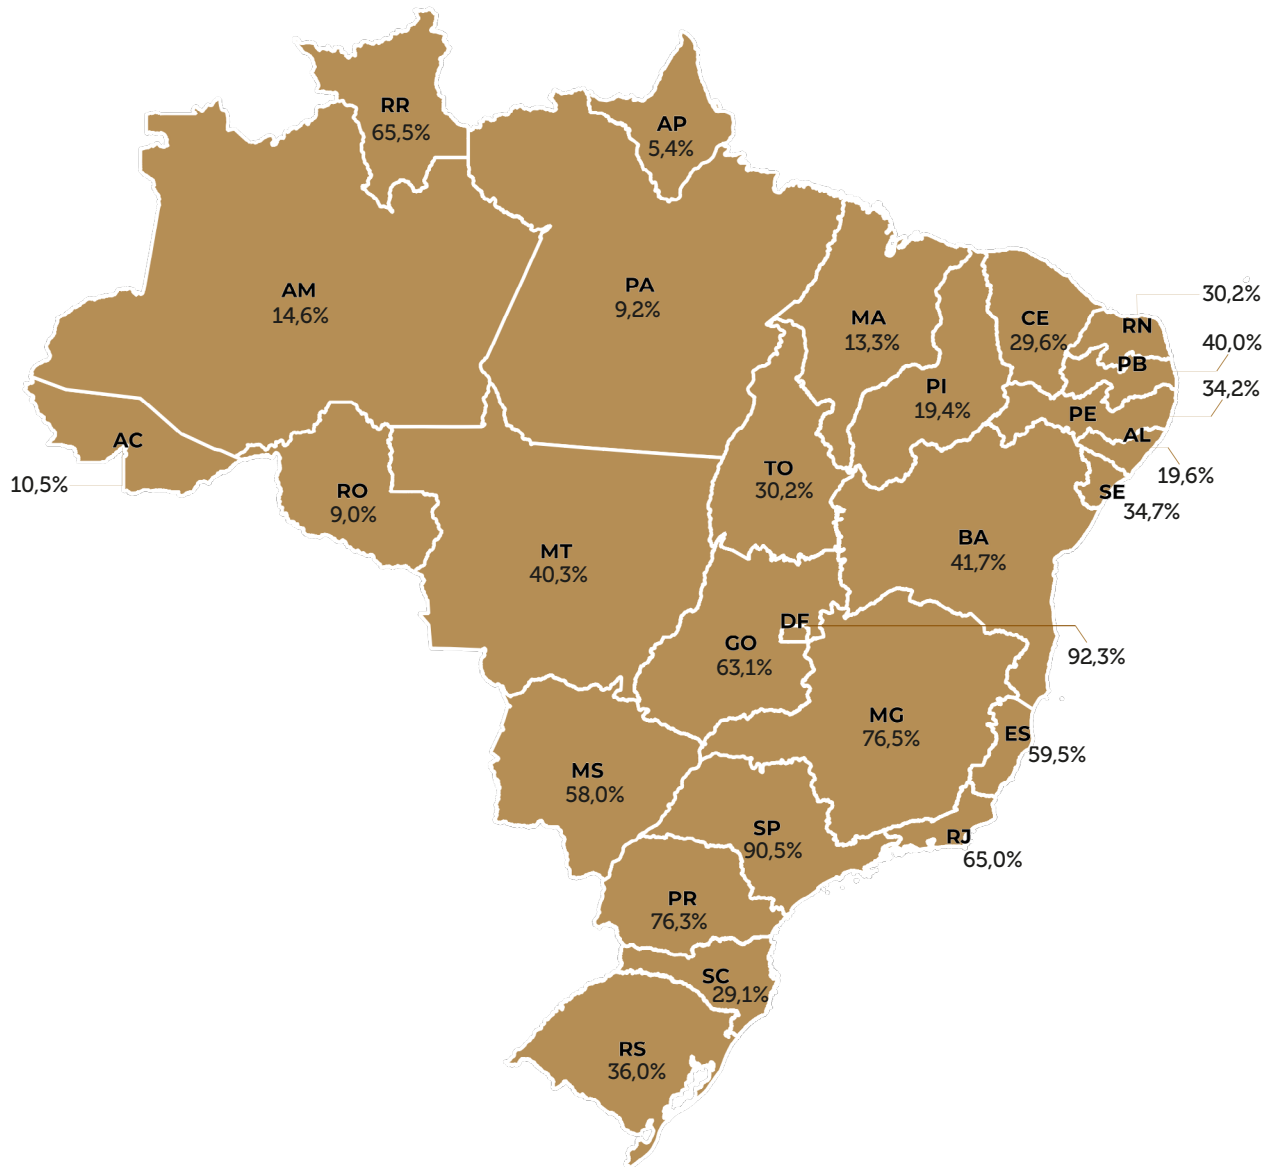 RR
65,5%
AP
5,4%
AM
14,6%
PA
9,2%
MA
13,3%
CE
29,6%
RN
30,2%
PB
40,0%
PI
19,4%
PE
34,2%
AL
19,6%
AC
10,5%
TO
30,2%
SE
34,7%
RO
9,0%
BA
41,7%
MT
40,3%
DF
92,3%
GO
63,1%
MG
76,5%
ES
59,5%
MS
58,0%
SP
90,5%
RJ
65,0%
PR
76,3%
SC
29,1%
RS
36,0%